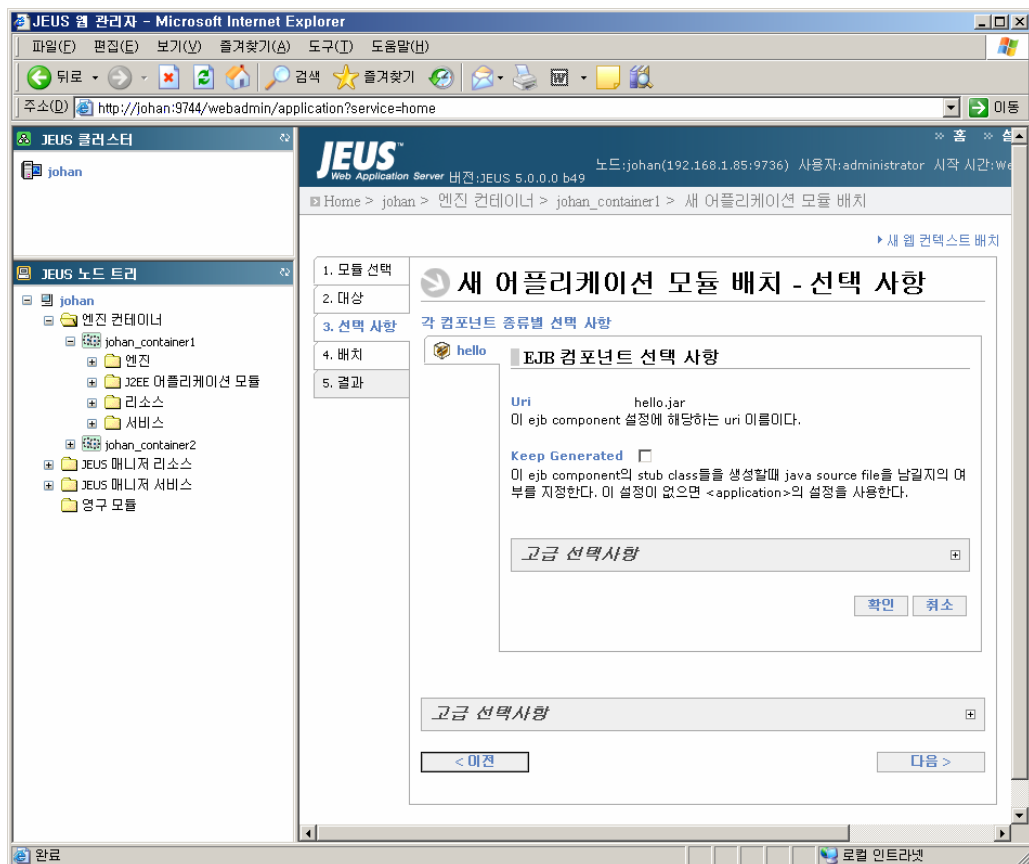 JEUS 웹 관리자 - Microsoft Internet Explorer
파일(F) 편집(E) 보기(V) 즐겨찾기(A) 도구(T) 도움말(H)
뒤로 검색 즐겨찾기
주소(D) http://johan:9744/webadmin/application?service=home 이동
JEUS 클러스터
johan
JEUS 노드 트리
johan
엔진 컨테이너
johan_container1
엔진
J2EE 어플리케이션 모듈
리소스
서비스
johan_container2
JEUS 매니저 리소스
JEUS 매니저 서비스
영구 모듈
» 홈 »
JEUS™
Web Application Server 버전:JEUS 5.0.0.0 b49
노드:johan(192.168.1.85:9736) 사용자:administrator 시작 시간:We
Home > johan > 엔진 컨테이너 > johan_container1 > 새 어플리케이션 모듈 배치
새 웹 컨텍스트 배치
1. 모듈 선택
2. 대상
3. 선택 사항
4. 배치
5. 결과
새 어플리케이션 모듈 배치 - 선택 사항
각 컴포넌트 종류별 선택 사항
hello
EJB 컴포넌트 선택 사항
Uri hello.jar
이 ejb component 설정에 해당하는 uri 이름이다.
Keep Generated
이 ejb component의 stub class들을 생성할때 java source file을 남길지의 여
부를 지정한다. 이 설정이 없으면 <application>의 설정을 사용한다.
고급 선택사항
확인 취소
고급 선택사항
< 이전 다음 >
완료 로컬 인트라넷